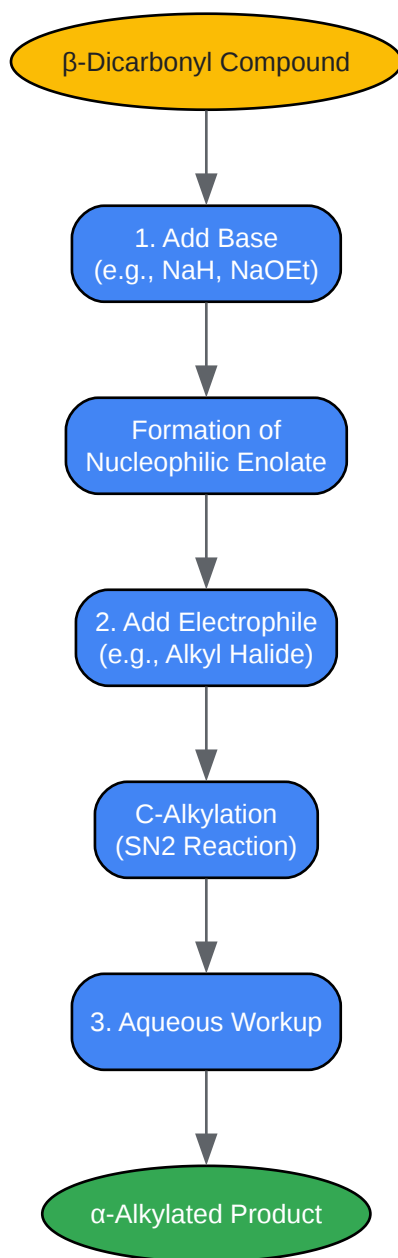 β-Dicarbonyl Compound
1. Add Base
(e.g., NaH, NaOEt)
Formation of
Nucleophilic Enolate
2. Add Electrophile
(e.g., Alkyl Halide)
C-Alkylation
(SN2 Reaction)
3. Aqueous Workup
α-Alkylated Product